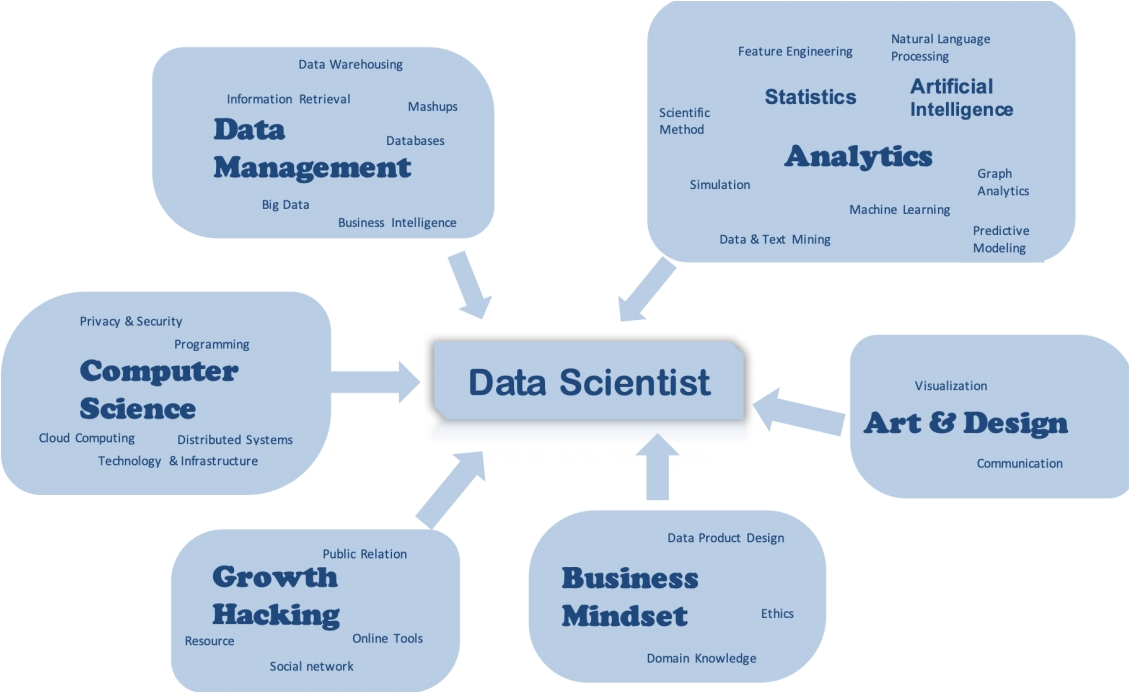 Data Warehousing
Information Retrieval
Mashups
Data
Management
Databases
Big Data
Business Intelligence
Feature Engineering
Natural Language
Processing
Statistics
Artificial
Intelligence
Scientific
Method
Analytics
Simulation
Graph
Analytics
Machine Learning
Data & Text Mining
Predictive
Modeling
Privacy & Security
Programming
Computer
Science
Cloud Computing
Distributed Systems
Technology & Infrastructure
Data Scientist
Visualization
Art & Design
Communication
Public Relation
Growth
Hacking
Resource
Online Tools
Social network
Data Product Design
Business
Mindset
Ethics
Domain Knowledge